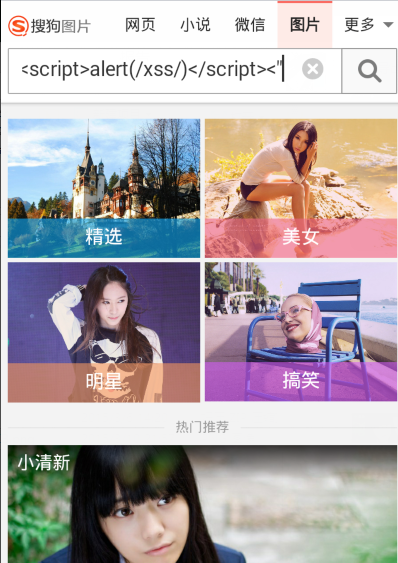 搜狗图片
网页 小说 微信 图片 更多
<script>alert(/xss/)</script><"
精选 美女
明星 搞笑
热门推荐
小清新